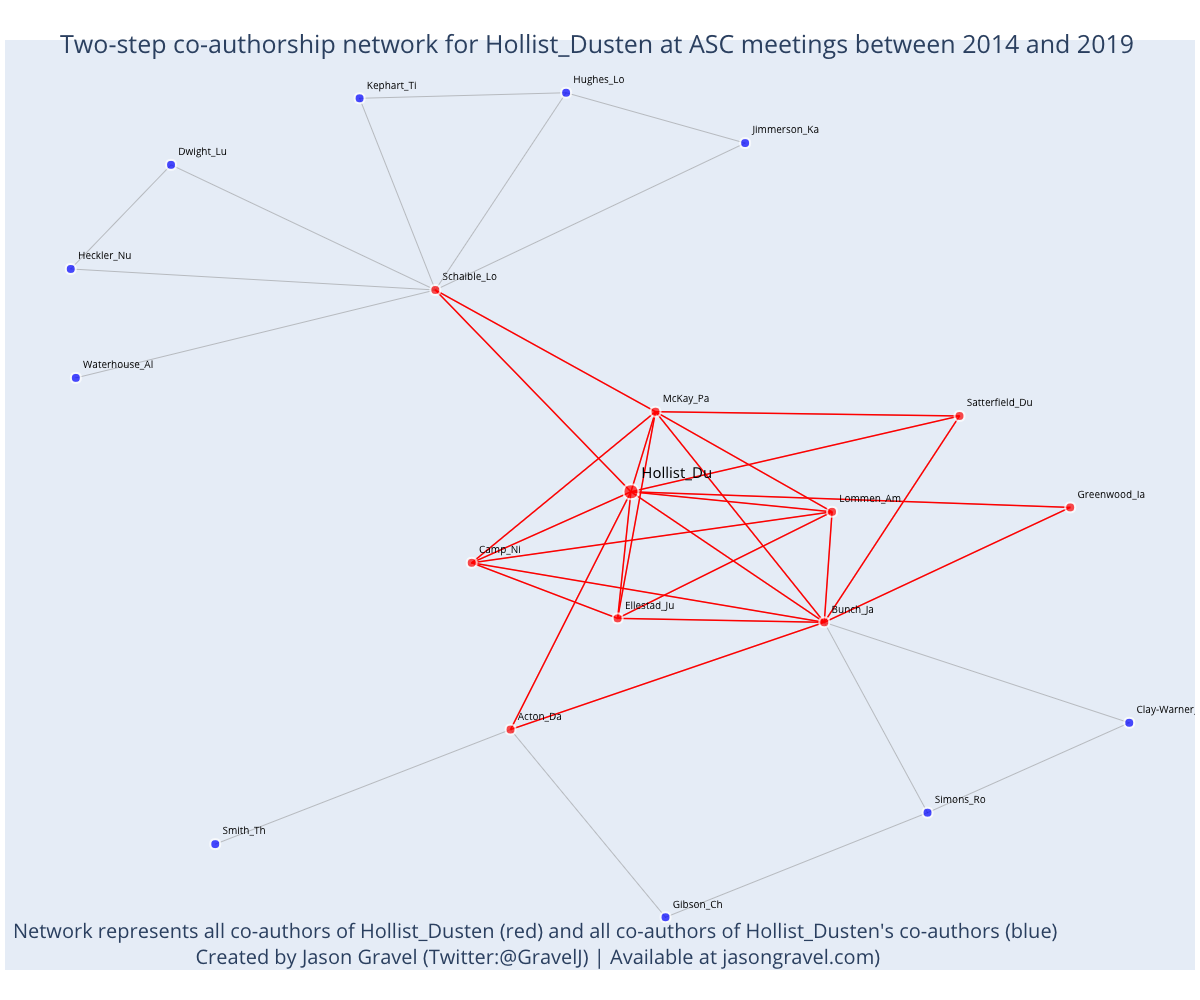 Two-step co-authorship network for Hollist_Dusten at ASC meetings between 2014 and 2019
Hughes_Lo
Kephart_Ti
Jimmerson_Ka
Dwight_Lu
Heckler_Nu
Schaible_Lo
Waterhouse_Al
McKay_Pa
Satterfield_Du
Hollist_Du
Greenwood_Ia
Lommen_Am
Camp_Ni
Ellestad_Ju
Bunch_Ja
Clay-Warner_
Acton_Da
Simons_Ro
Smith_Th
Gibson_Ch
Network represents all co-authors of Hollist_Dusten (red) and all co-authors of Hollist_Dusten's co-authors (blue)
Created by Jason Gravel (Twitter:@GravelJ) | Available at jasongravel.com)